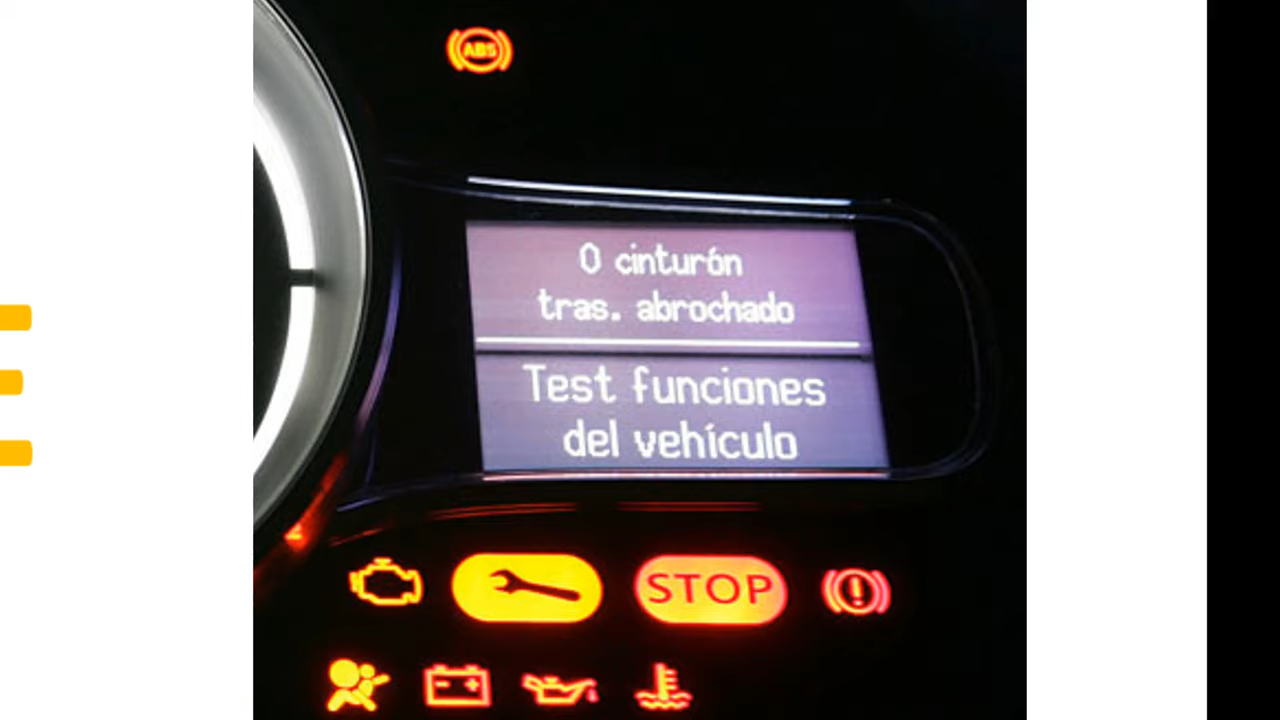 ABS
0 cinturón
tras. abrochado
Test funciones
del vehículo
STOP